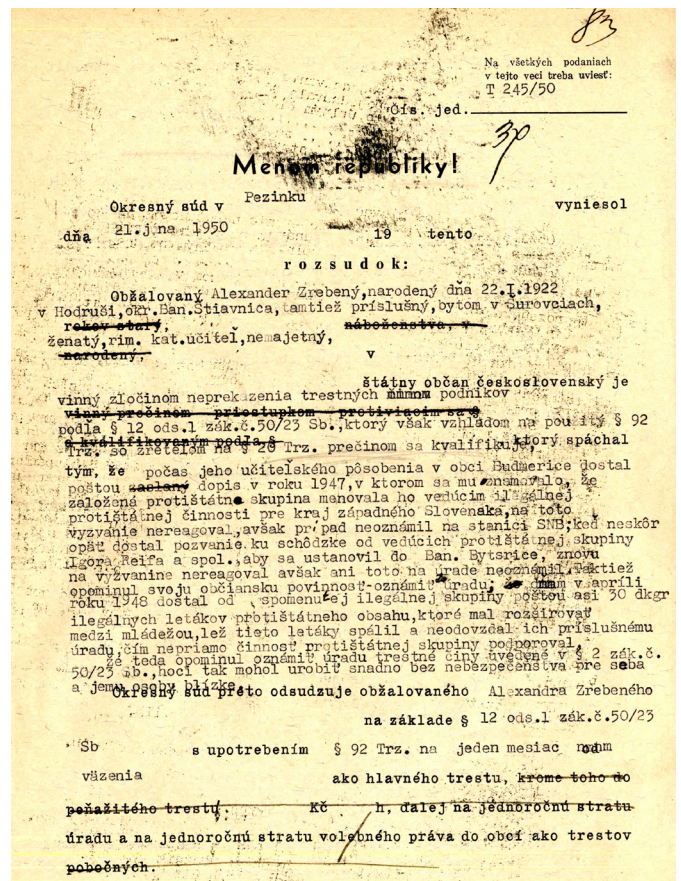 83
Na všetkých podaniach
v tejto veci treba uviesť:
T 245/50
Čís. jed.
30
Menom republiky!
Okresný súd v Pezinku vyniesol
dňa 21.júna 1950 19 tento
rozsudok:
Obžalovaný Alexander Zrebený,narodený dňa 22.I.1922
v Hodruši,okr.Ban.Štiavnica,tamtiež príslušný,bytom v Šurovciach,
rokov starý, náboženstva, v
ženatý,rim. kat.učiteľ,nemajetný,
narodený, v
štátny občan československý je
vinný zločinom neprekazenia trestných podnikov
vinný prečinom priestupkom protiviacim sa §
podľa § 12 ods.1 zák.č.50/23 Sb.,ktorý však vzhľadom na použitý § 92
a kvalifikovaným podľa §
Trz. so zreteľom na § 20 Trz. prečinom sa kvalifikuje, ktorý spáchal
tým, že počas jeho učiteľského pôsobenia v obci Budmerice dostal
poštou zaslaný dopis v roku 1947,v ktorom sa mu oznamovalo, že
založená protištátna skupina menovala ho vedúcim ilegálnej
protištátnej činnosti pre kraj západného Slovenska,na toto
vyzvanie nereagoval,avšak prípad neoznámil na stanici SNB;keď neskôr
opäť dostal pozvanie ku schôdzke od vedúcich protištátnej skupiny
Igora Reifa a spol.,aby sa ustanovil do Ban. Bytsrice, znovu
na vyžvanine nereagoval avšak ani toto na úrade neoznámil.Taktiež
opominul svoju občiansku povinnosť-oznámiť úradu, že v apríli
roku 1948 dostal od spomenutej ilegálnej skupiny poštou asi 30 dkgr
ilegálnych letákov protištátneho obsahu,ktoré mal rozširovať
medzi mládežou,lež tieto letáky spálil a neodovzdal ich príslušnému
úradu,čím nepriamo činnosť protištátnej skupiny podporoval,
že teda opominul oznámiť úradu trestné činy uvedené v § 2 zák.č.
50/23 Sb.,hoci tak mohol urobiť snadno bez nebezpečenstva pre seba
a jemu osoby blízke.
Okresný súd preto odsudzuje obžalovaného Alexandra Zrebeného
na základe § 12 ods.1 zák.č.50/23
Sb s upotrebením § 92 Trz. na jeden mesiac od
väzenia ako hlavného trestu, krome toho do
peňažitého trestu Kč h, ďalej na jednoročnú stratu
úradu a na jednoročnú stratu volebného práva do obcí ako trestov
pobočných.